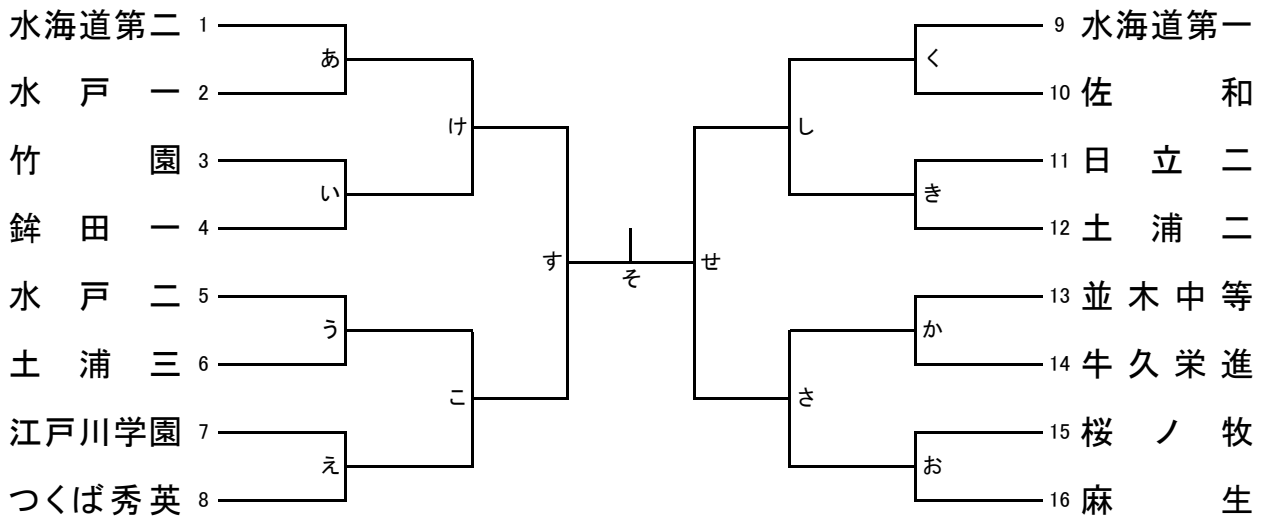 水海道第二 1
あ
水戸一 2
け
竹園 3
い
鉾田一 4
す
水戸二 5
う
土浦三 6
こ
江戸川学園 7
え
つくば秀英 8
そ
9 水海道第一
く
10 佐和
し
11 日立二
き
12 土浦二
せ
13 並木中等
か
14 牛久栄進
さ
15 桜ノ牧
お
16 麻生